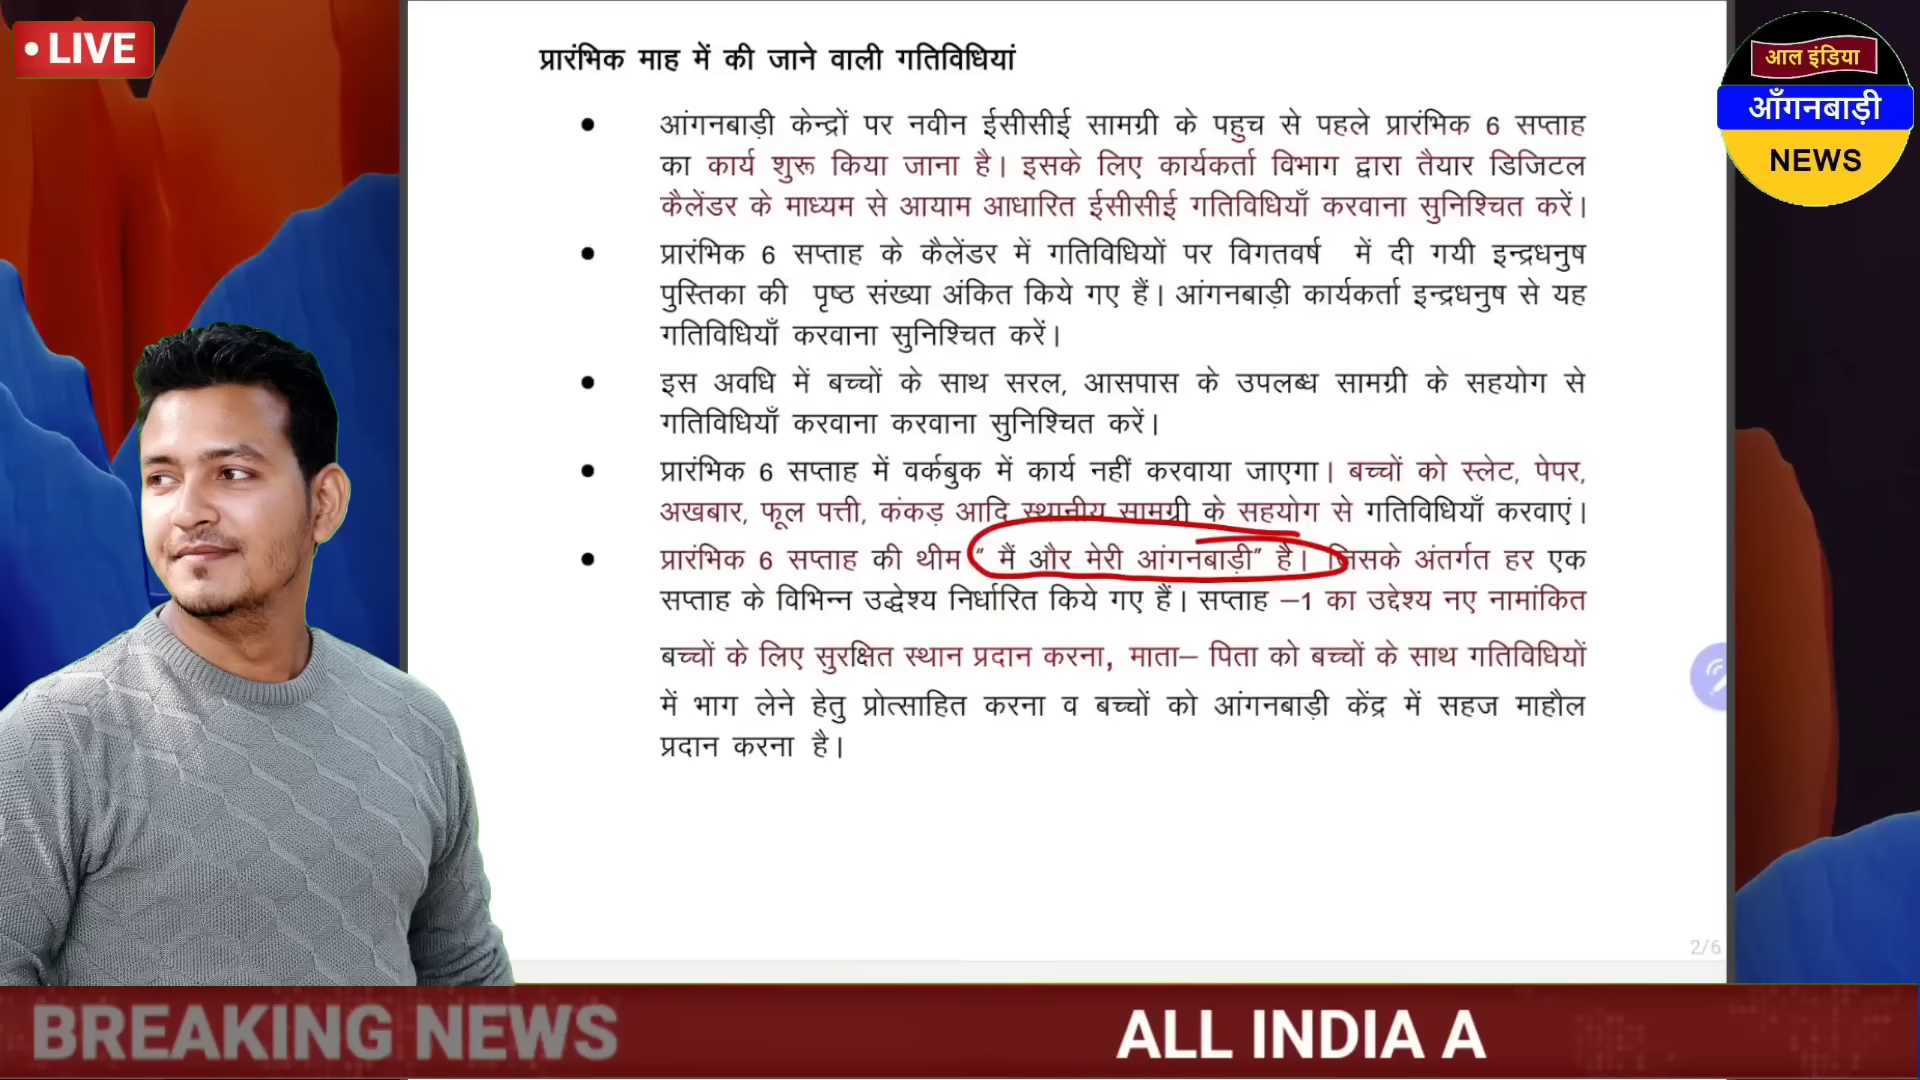 • LIVE
प्रारंभिक माह में की जाने वाली गतिविधियां
आल इंडिया
आँगनबाड़ी
NEWS
● आंगनबाड़ी केन्द्रों पर नवीन ईसीसीई सामग्री के पहुच से पहले प्रारंभिक 6 सप्ताह
का कार्य शुरू किया जाना है। इसके लिए कार्यकर्ता विभाग द्वारा तैयार डिजिटल
कैलेंडर के माध्यम से आयाम आधारित ईसीसीई गतिविधियाँ करवाना सुनिश्चित करें।
● प्रारंभिक 6 सप्ताह के कैलेंडर में गतिविधियों पर विगतवर्ष में दी गयी इन्द्रधनुष
पुस्तिका की पृष्ठ संख्या अंकित किये गए हैं। आंगनबाड़ी कार्यकर्ता इन्द्रधनुष से यह
गतिविधियाँ करवाना सुनिश्चित करें।
● इस अवधि में बच्चों के साथ सरल, आसपास के उपलब्ध सामग्री के सहयोग से
गतिविधियाँ करवाना करवाना सुनिश्चित करें।
● प्रारंभिक 6 सप्ताह में वर्कबुक में कार्य नहीं करवाया जाएगा। बच्चों को स्लेट, पेपर,
अखबार, फूल पत्ती, कंकड़ आदि स्थानीय सामग्री के सहयोग से गतिविधियाँ करवाएं।
● प्रारंभिक 6 सप्ताह की थीम " मैं और मेरी आंगनबाड़ी" है। जिसके अंतर्गत हर एक
सप्ताह के विभिन्न उद्धेश्य निर्धारित किये गए हैं। सप्ताह –1 का उद्देश्य नए नामांकित
बच्चों के लिए सुरक्षित स्थान प्रदान करना, माता– पिता को बच्चों के साथ गतिविधियों
में भाग लेने हेतु प्रोत्साहित करना व बच्चों को आंगनबाड़ी केंद्र में सहज माहौल
प्रदान करना है।
2/6
BREAKING NEWS
ALL INDIA A